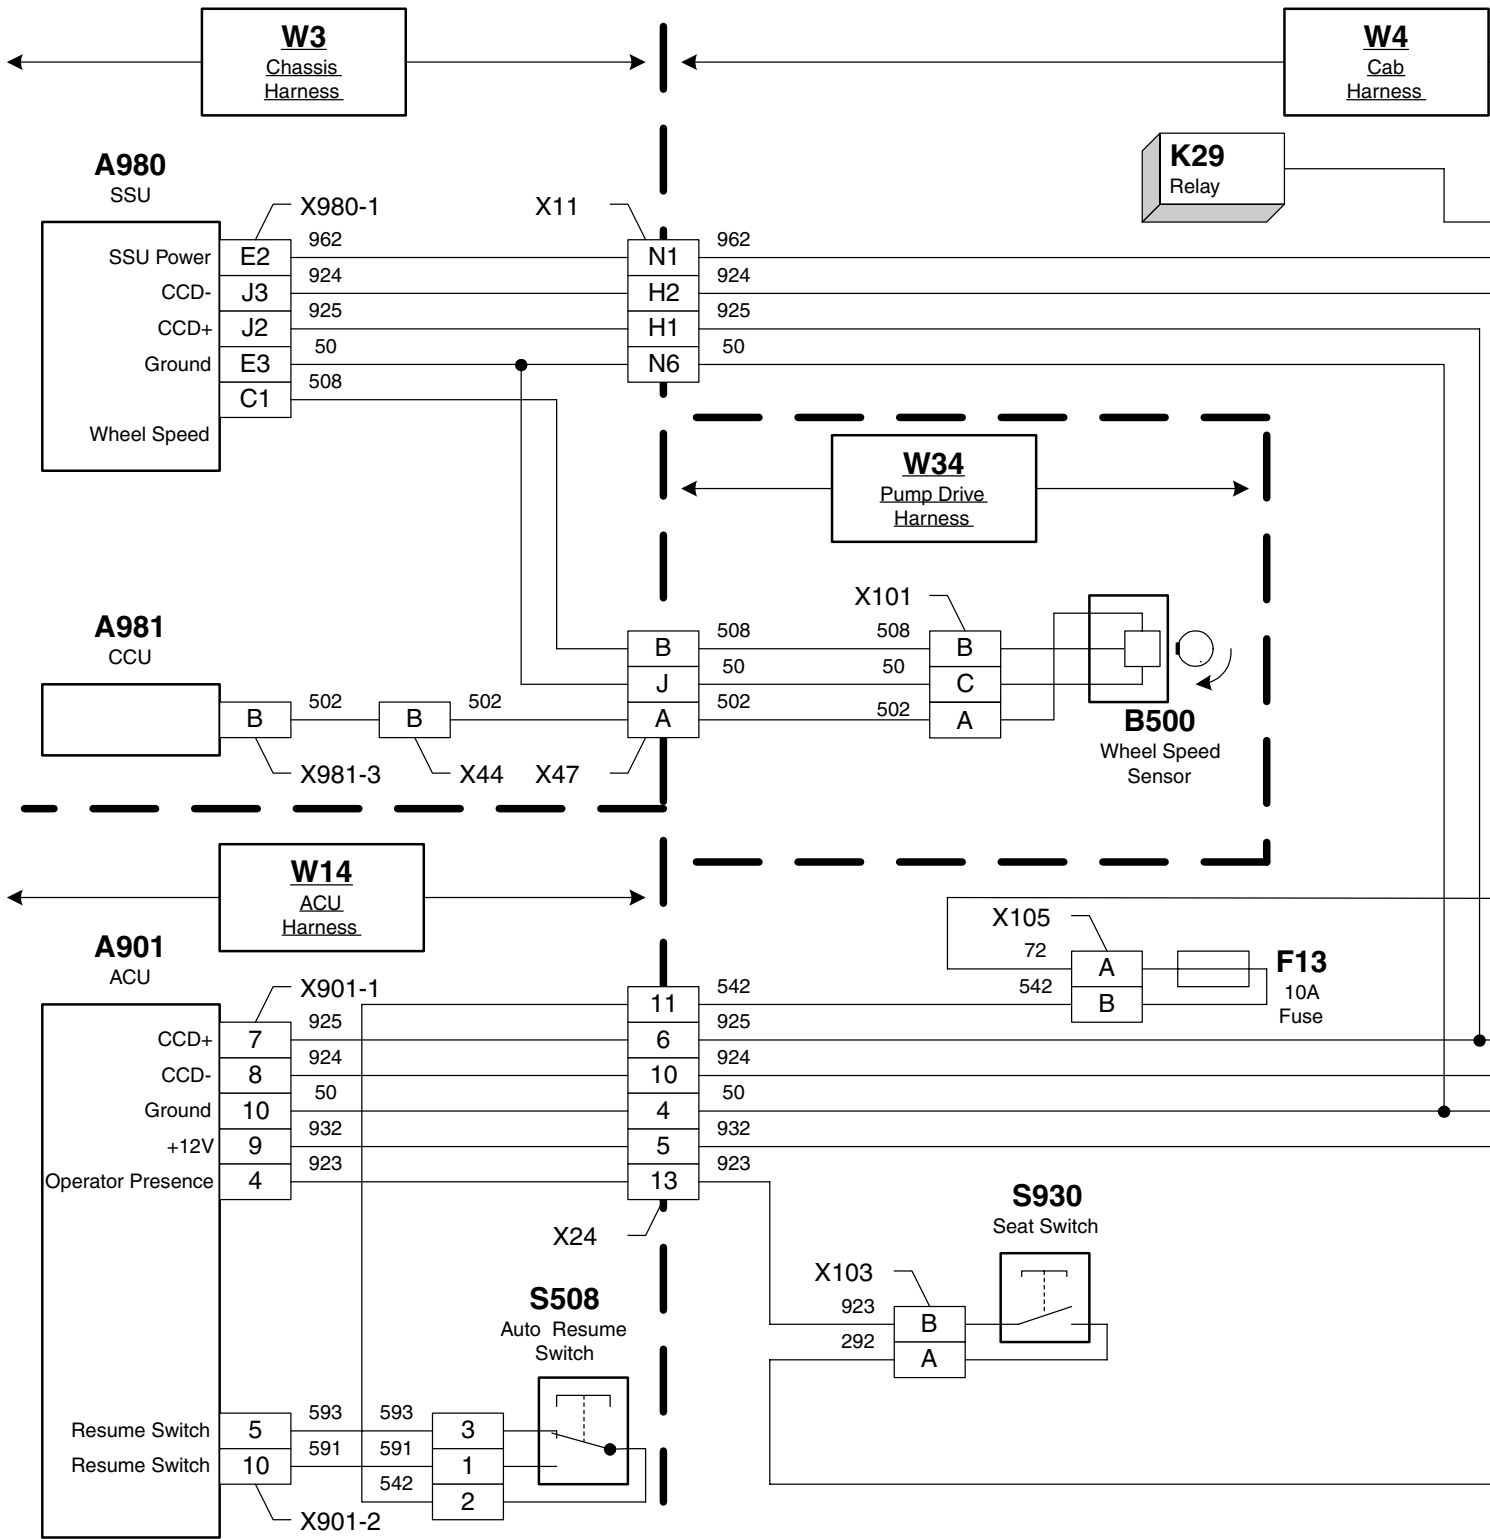 W3
Chassis
Harness
W4
Cab
Harness
K29
Relay
A980
SSU
X980-1
X11
SSU Power E2 962 N1 962
CCD- J3 924 H2 924
CCD+ J2 925 H1 925
Ground E3 50 N6 50
C1 508
Wheel Speed
W34
Pump Drive
Harness
A981
CCU
X101
B 508 508 B
J 50 50 C
B 502 B 502 A 502 502 A
X981-3 X44 X47
B500
Wheel Speed
Sensor
W14
ACU
Harness
A901
ACU
X901-1
X105
72 A
F13
10A
Fuse
11 542 542 B
CCD+ 7 925 6 925
CCD- 8 924 10 924
Ground 10 50 4 50
+12V 9 932 5 932
Operator Presence 4 923 13 923
X24
S930
Seat Switch
X103
923 B
292 A
S508
Auto Resume
Switch
Resume Switch 5 593 593 3
Resume Switch 10 591 591 1
542 2
X901-2